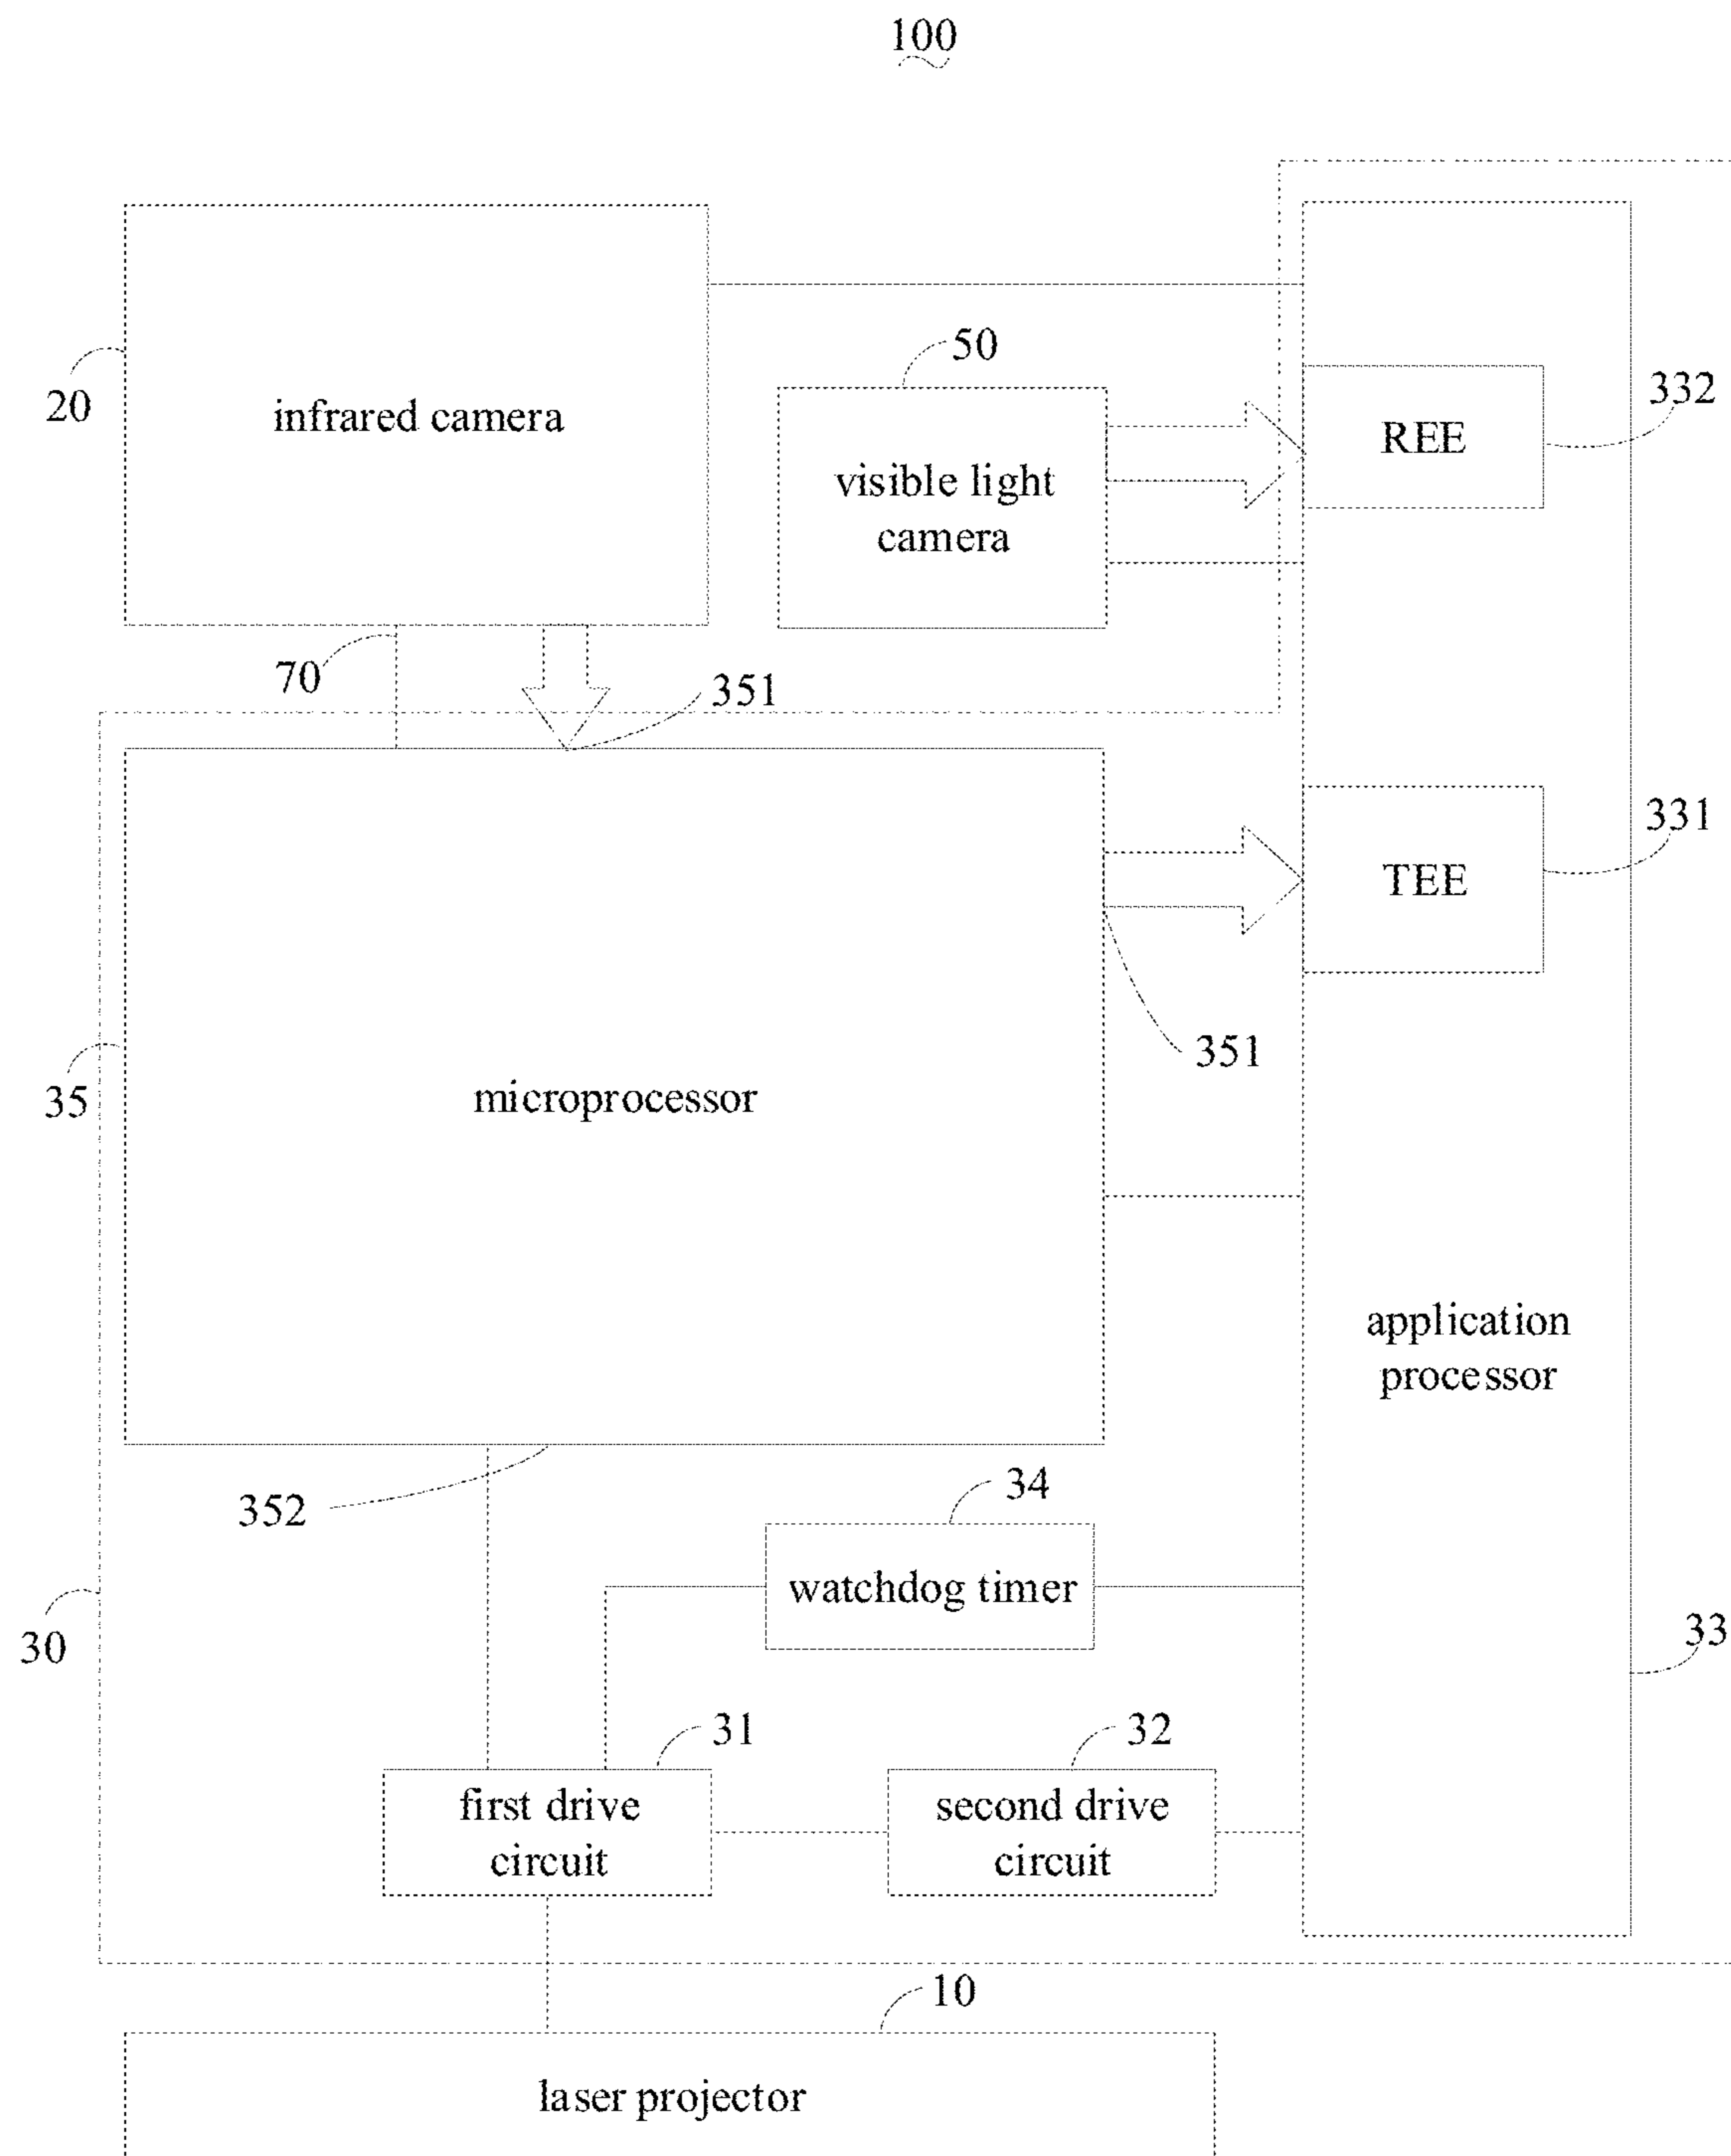 100
50
332
20
infrared camera
REE
visible light
camera
70
351
331
TEE
351
35
microprocessor
application
processor
34
352
watchdog timer
30
33
31
32
first drive
circuit
second drive
circuit
10
laser projector